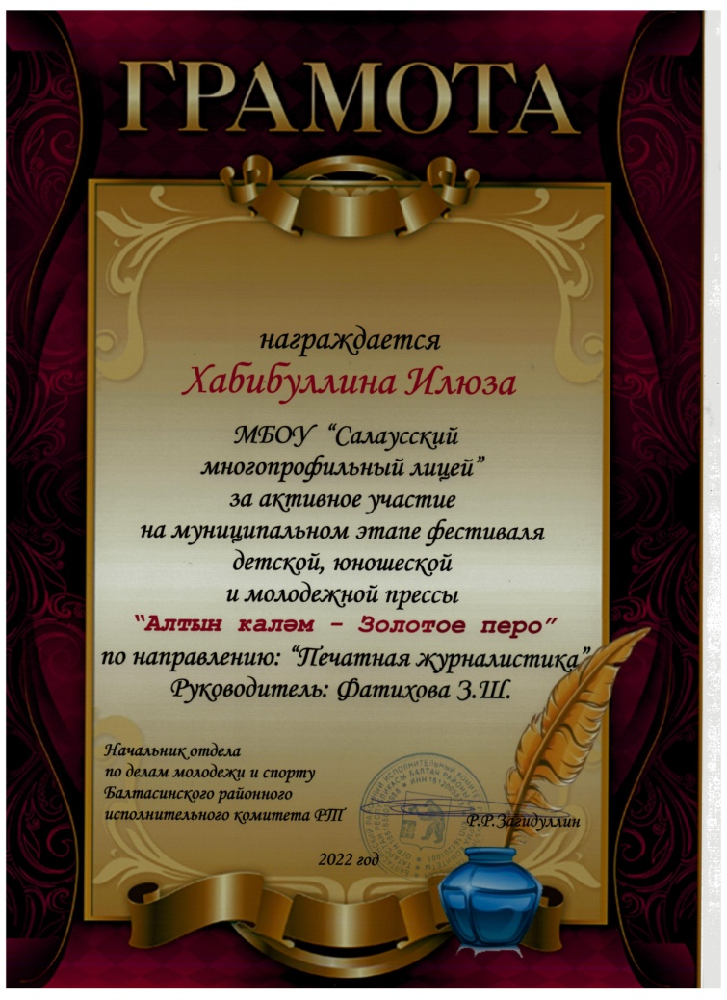 ГРАМОТА
награждается
Хабибуллина Илюза
МБОУ “Салаусский
многопрофильный лицей”
за активное участие
на муниципальном этапе фестиваля
детской, юношеской
и молодежной прессы
“Алтын каләм – Золотое перо”
по направлению: “Печатная журналистика”
Руководитель: Фатихова З.Ш.
Начальник отдела
по делам молодежи и спорту
Балтасинского районного
исполнительного комитета РТ
Р.Р.Загидуллин
2022 год